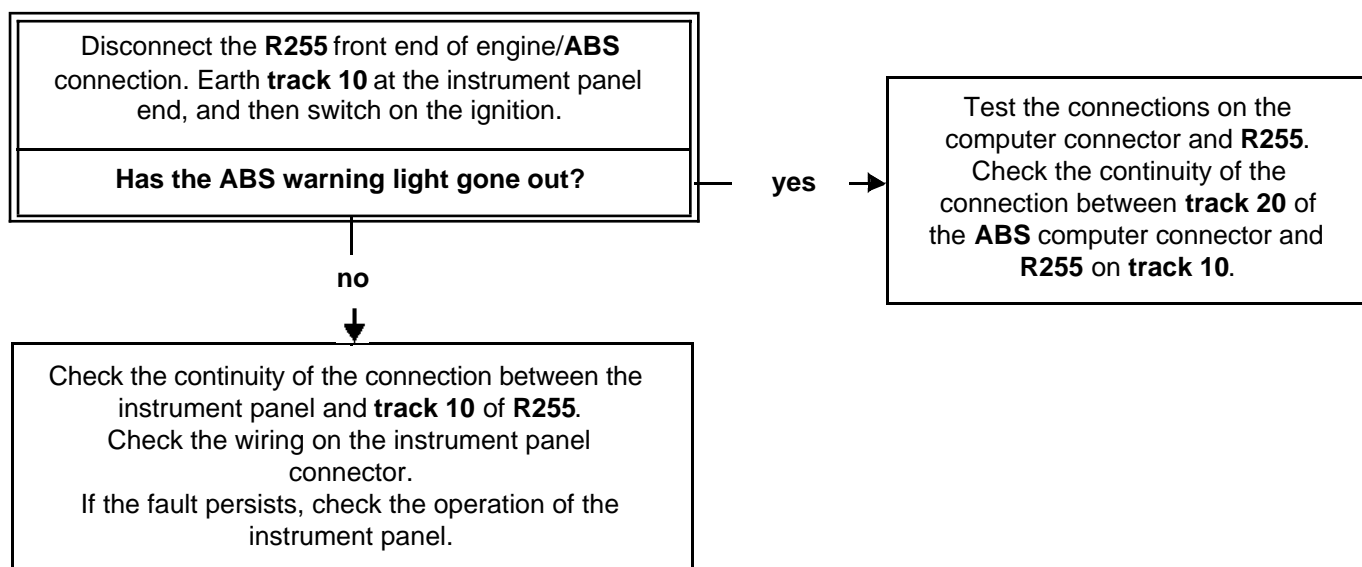 Disconnect the R255 front end of engine/ABS
connection. Earth track 10 at the instrument panel
end, and then switch on the ignition.
Has the ABS warning light gone out?
yes
Test the connections on the
computer connector and R255.
Check the continuity of the
connection between track 20 of
the ABS computer connector and
R255 on track 10.
no
Check the continuity of the connection between the
instrument panel and track 10 of R255.
Check the wiring on the instrument panel
connector.
If the fault persists, check the operation of the
instrument panel.